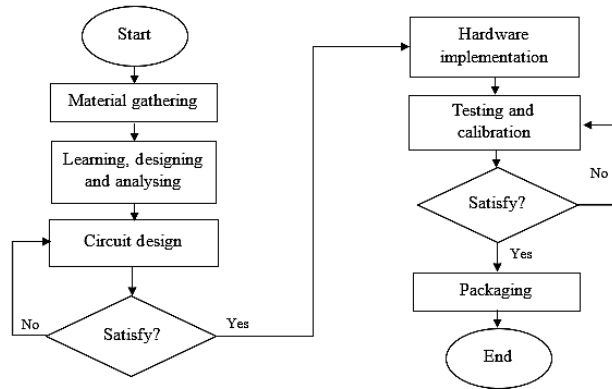 Start
Material gathering
Learning, designing
and analysing
Circuit design
No
Satisfy?
Yes
Hardware
implementation
Testing and
calibration
No
Satisfy?
Yes
Packaging
End